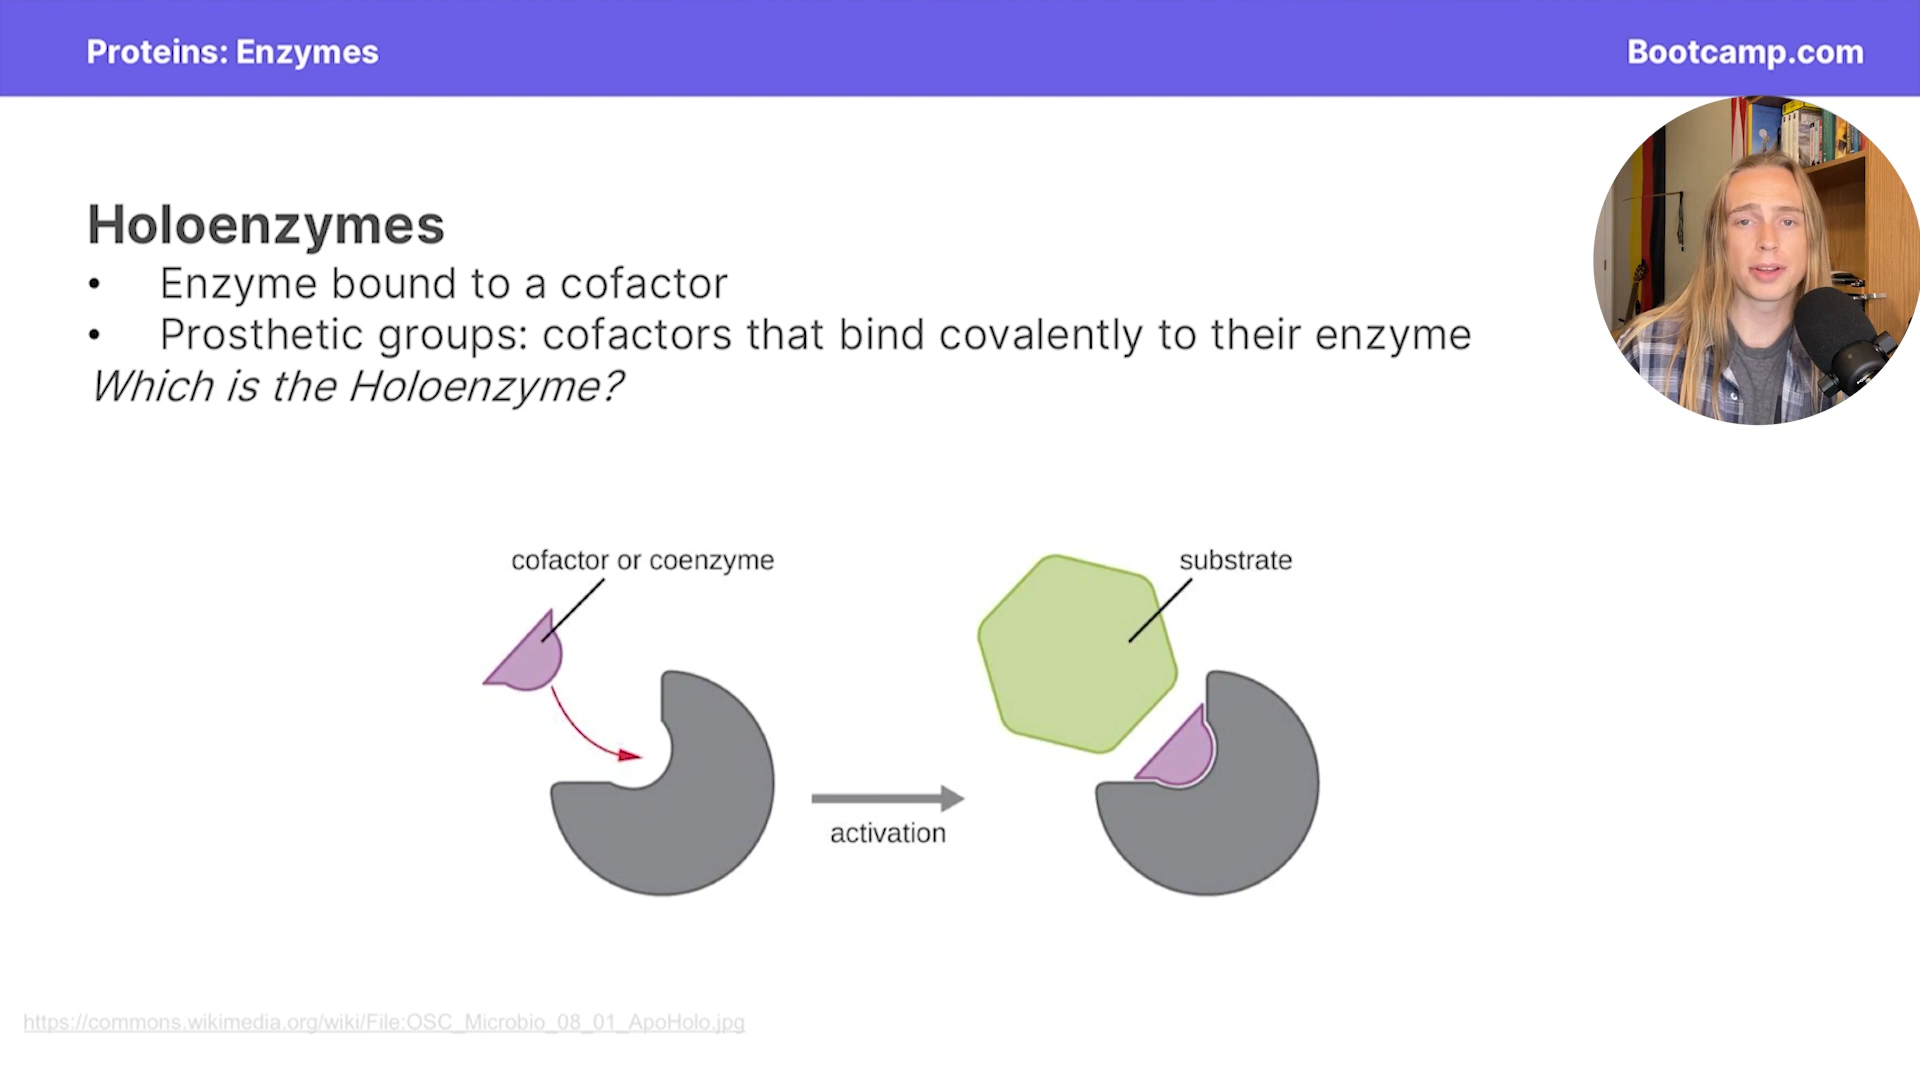 Proteins: Enzymes
Bootcamp.com
Holoenzymes
• Enzyme bound to a cofactor
• Prosthetic groups: cofactors that bind covalently to their enzyme
Which is the Holoenzyme?
cofactor or coenzyme
substrate
activation
https://commons.wikimedia.org/wiki/File:OSC_Microbio_08_01_ApoHolo.jpg